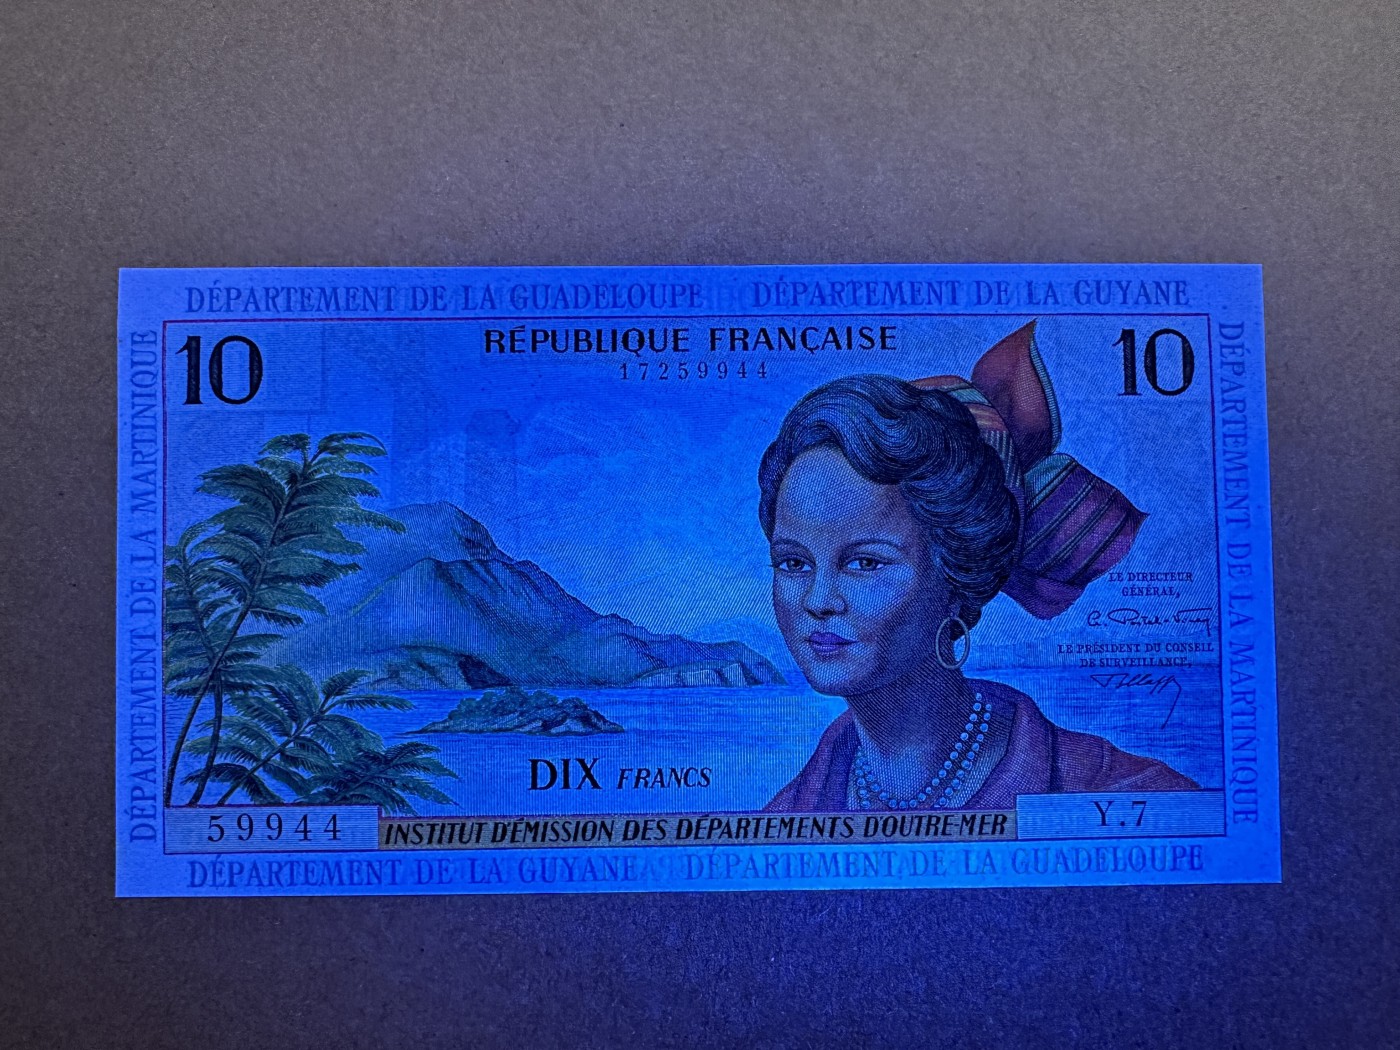 DÉPARTEMENT DE LA GUADELOUPE DÉPARTEMENT DE LA GUYANE
10 RÉPUBLIQUE FRANÇAISE 10
17259944
DÉPARTEMENT DE LA MARTINIQUE
DÉPARTEMENT DE LA MARTINIQUE
LE DIRECTEUR
GÉNÉRAL,
LE PRÉSIDENT DU CONSEIL
DE SURVEILLANCE,
DIX FRANCS
59944 INSTITUT D'ÉMISSION DES DÉPARTEMENTS D'OUTRE-MER Y.7
DÉPARTEMENT DE LA GUYANE DÉPARTEMENT DE LA GUADELOUPE